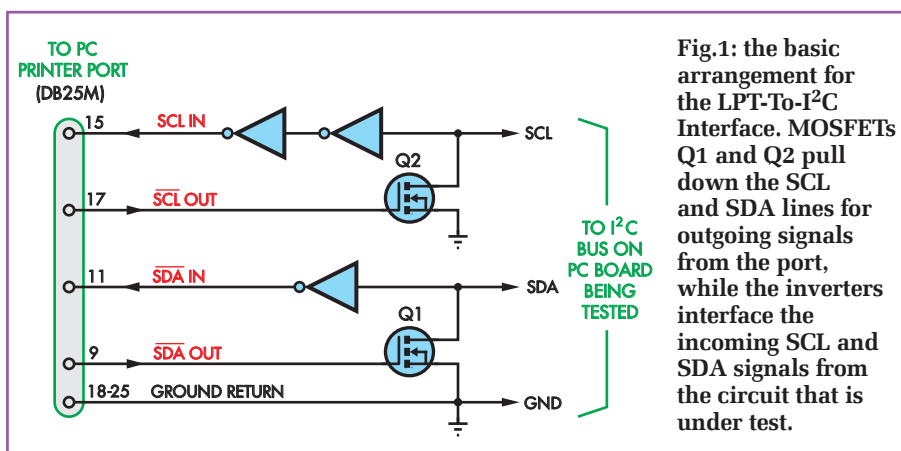 TO PC
PRINTER PORT
(DB25M)
15
SCL IN
SCL
Q2
17
SCL OUT
TO I²C
BUS ON
PC BOARD
BEING
TESTED
11
SDA IN
SDA
Q1
9
SDA OUT
18-25
GROUND RETURN
GND
Fig.1: the basic
arrangement for
the LPT-To-I²C
Interface. MOSFETs
Q1 and Q2 pull
down the SCL
and SDA lines for
outgoing signals
from the port,
while the inverters
interface the
incoming SCL and
SDA signals from
the circuit that is
under test.